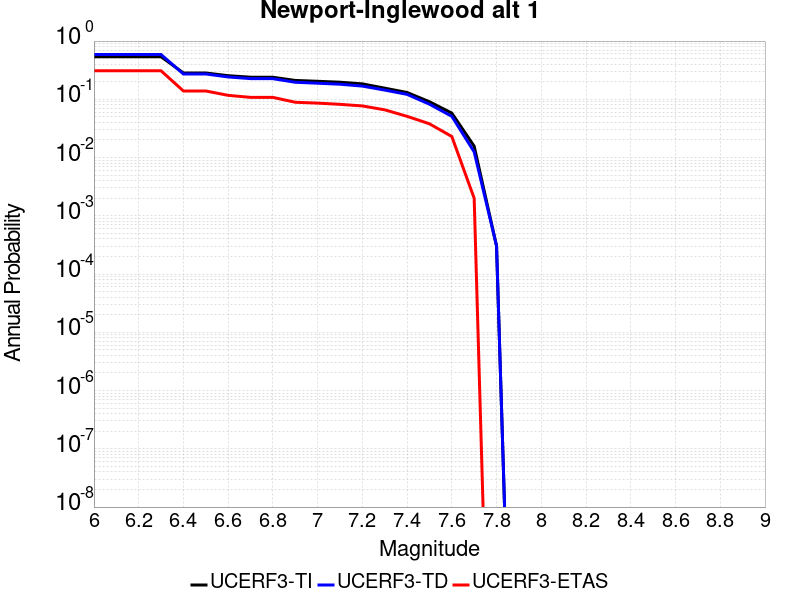 Newport-Inglewood alt 1
Annual Probability
10^0
10^-1
10^-2
10^-3
10^-4
10^-5
10^-6
10^-7
10^-8
6 6.2 6.4 6.6 6.8 7 7.2 7.4 7.6 7.8 8 8.2 8.4 8.6 8.8 9
Magnitude
UCERF3-TI UCERF3-TD UCERF3-ETAS